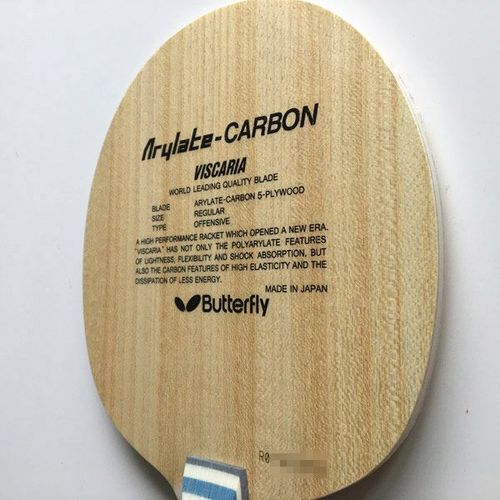 Arylate-CARBON
VISCARIA
WORLD LEADING QUALITY BLADE
BLADE ARYLATE-CARBON 5-PLYWOOD
SIZE REGULAR
TYPE OFFENSIVE
A HIGH PERFORMANCE RACKET WHICH OPENED A NEW ERA.
"VISCARIA" HAS NOT ONLY THE POLYARYLATE FEATURES
OF LIGHTNESS, FLEXIBILITY AND SHOCK ABSORPTION, BUT
ALSO THE CARBON FEATURES OF HIGH ELASTICITY AND THE
DISSIPATION OF LESS ENERGY.
MADE IN JAPAN
Butterfly
R0